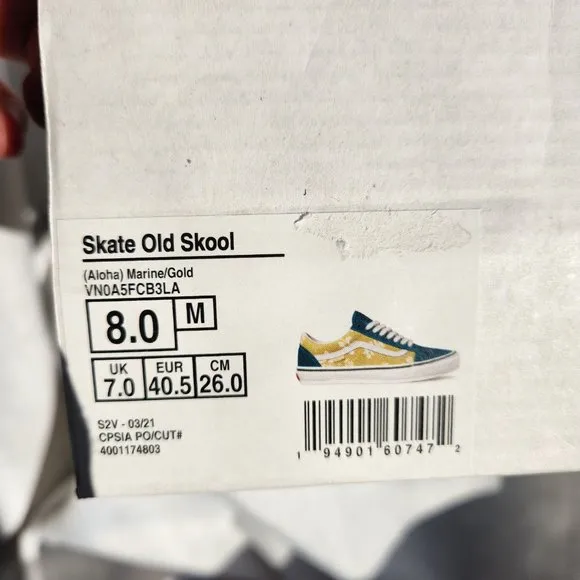 Skate Old Skool
(Aloha) Marine/Gold
VN0A5FCB3LA
8.0 M
UK EUR CM
7.0 40.5 26.0
S2V - 03/21
CPSIA PO/CUT#
4001174803
1 94901 60747 2